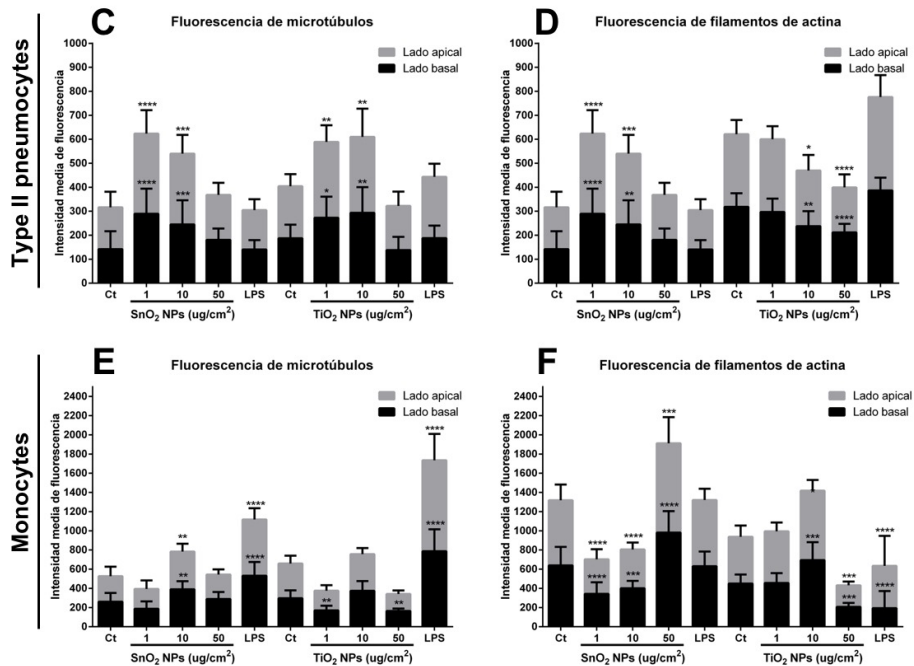 Type II pneumocytes
C
Fluorescencia de microtúbulos
Intensidad media de fluorescencia
1000
900
800
700
600
500
400
300
200
100
0
Lado apical
Lado basal
**** *** ** **
**** *** * **
Ct 1 10 50 LPS Ct 1 10 50 LPS
SnO2 NPs (ug/cm²) TiO2 NPs (ug/cm²)
D
Fluorescencia de filamentos de actina
Intensidad media de fluorescencia
1000
900
800
700
600
500
400
300
200
100
0
Lado apical
Lado basal
**** *** * ****
**** ** ** ****
Ct 1 10 50 LPS Ct 1 10 50 LPS
SnO2 NPs (ug/cm²) TiO2 NPs (ug/cm²)
Monocytes
E
Fluorescencia de microtúbulos
Intensidad media de fluorescencia
2400
2200
2000
1800
1600
1400
1200
1000
800
600
400
200
0
Lado apical
Lado basal
** **** ****
** **** ** ** ****
Ct 1 10 50 LPS Ct 1 10 50 LPS
SnO2 NPs (ug/cm²) TiO2 NPs (ug/cm²)
F
Fluorescencia de filamentos de actina
Intensidad media de fluorescencia
2400
2200
2000
1800
1600
1400
1200
1000
800
600
400
200
0
Lado apical
Lado basal
**** **** *** * *** ****
**** *** **** *** *** ****
Ct 1 10 50 LPS Ct 1 10 50 LPS
SnO2 NPs (ug/cm²) TiO2 NPs (ug/cm²)